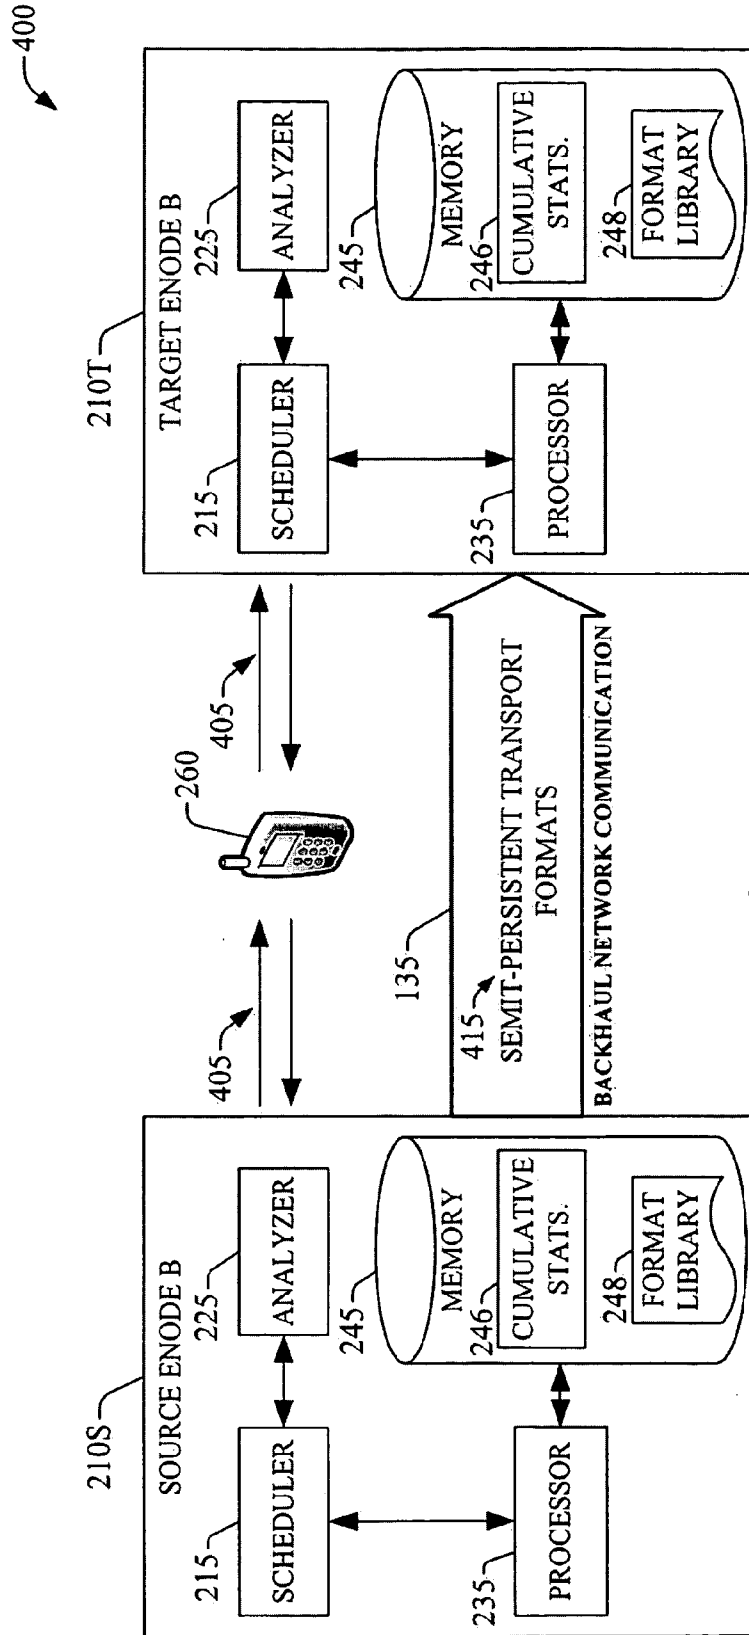 400
210S
SOURCE ENODE B
215
SCHEDULER
225
ANALYZER
235
PROCESSOR
245
MEMORY
246
CUMULATIVE
STATS.
248
FORMAT
LIBRARY
405
260
405
135
415
SEMIT-PERSISTENT TRANSPORT
FORMATS
BACKHAUL NETWORK COMMUNICATION
210T
TARGET ENODE B
215
SCHEDULER
225
ANALYZER
235
PROCESSOR
245
MEMORY
246
CUMULATIVE
STATS.
248
FORMAT
LIBRARY